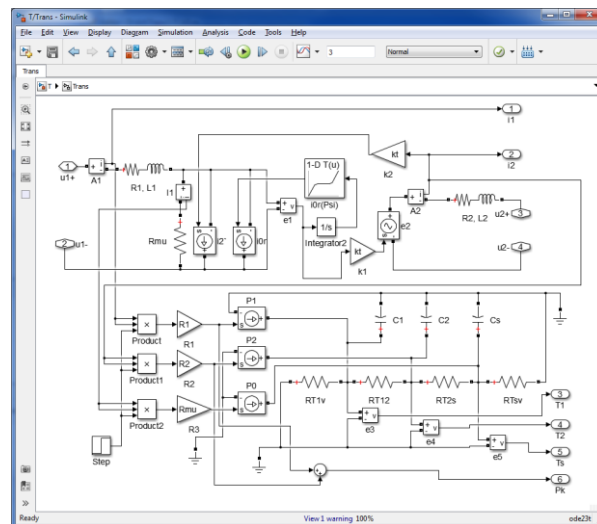 T/Trans - Simulink
File Edit View Display Diagram Simulation Analysis Code Tools Help
3 Normal
Trans
T Trans
1
i1
2
i2
1-D T(u)
kt
k2
1
u1+
A1
R1, L1
I1
i0r(Psi)
A2
R2, L2
u2+
3
e1
1/s
Integrator2
e2
2
u1-
Rmu
i2'
i0r
kt
k1
u2-
4
P1
C1
C2
Cs
Product
R1
R1
P2
Product1
R2
R2
P0
RT1v
RT12
RT2s
RTsv
Product2
Rmu
R3
e3
3
T1
e4
4
T2
Step
e5
5
Ts
6
Pk
Ready View 1 warning 100% ode23t